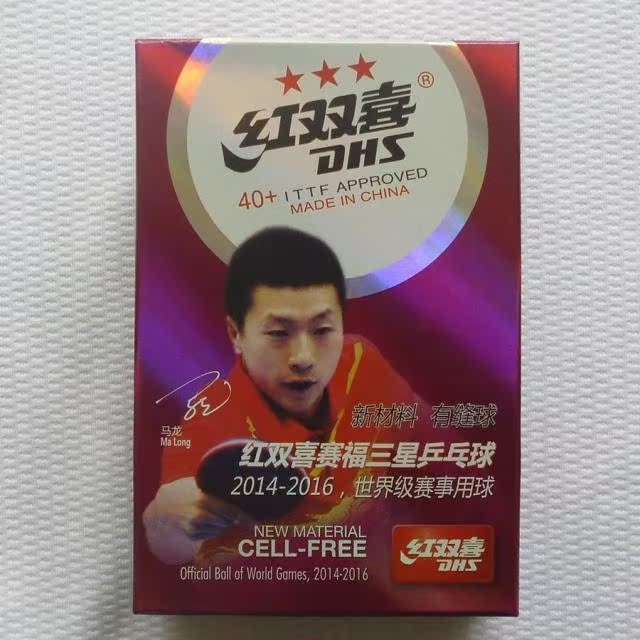 ★★★
红双喜®
DHS
40+ ITTF APPROVED
MADE IN CHINA
马龙
Ma Long
新材料 有缝球
红双喜赛福三星乒乓球
2014-2016，世界级赛事用球
NEW MATERIAL
CELL-FREE
Official Ball of World Games, 2014-2016
红双喜
DHS